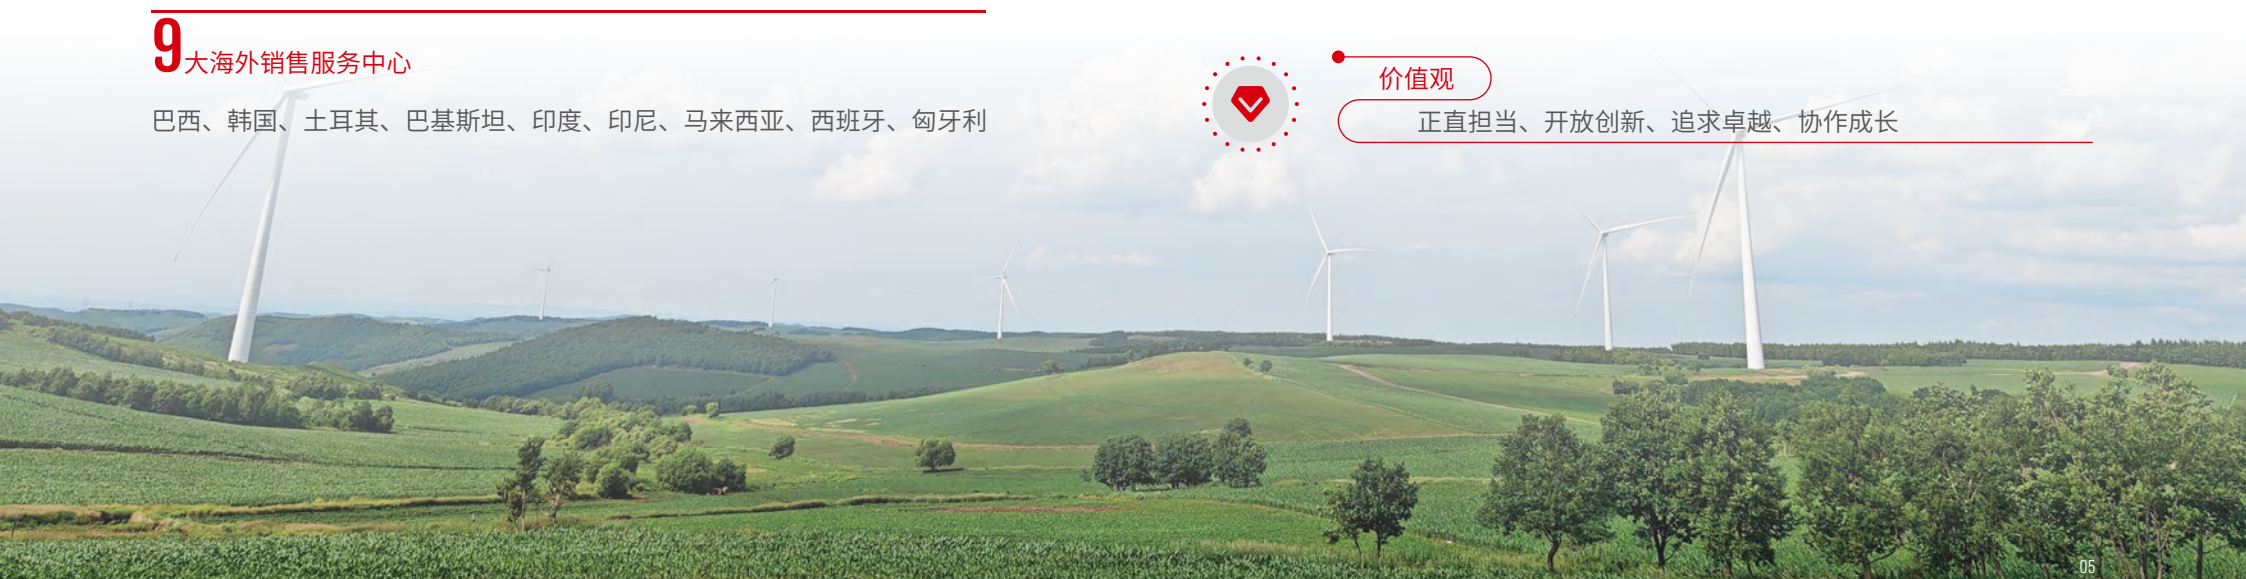 9大海外销售服务中心
巴西、韩国、土耳其、巴基斯坦、印度、印尼、马来西亚、西班牙、匈牙利
价值观
正直担当、开放创新、追求卓越、协作成长
05